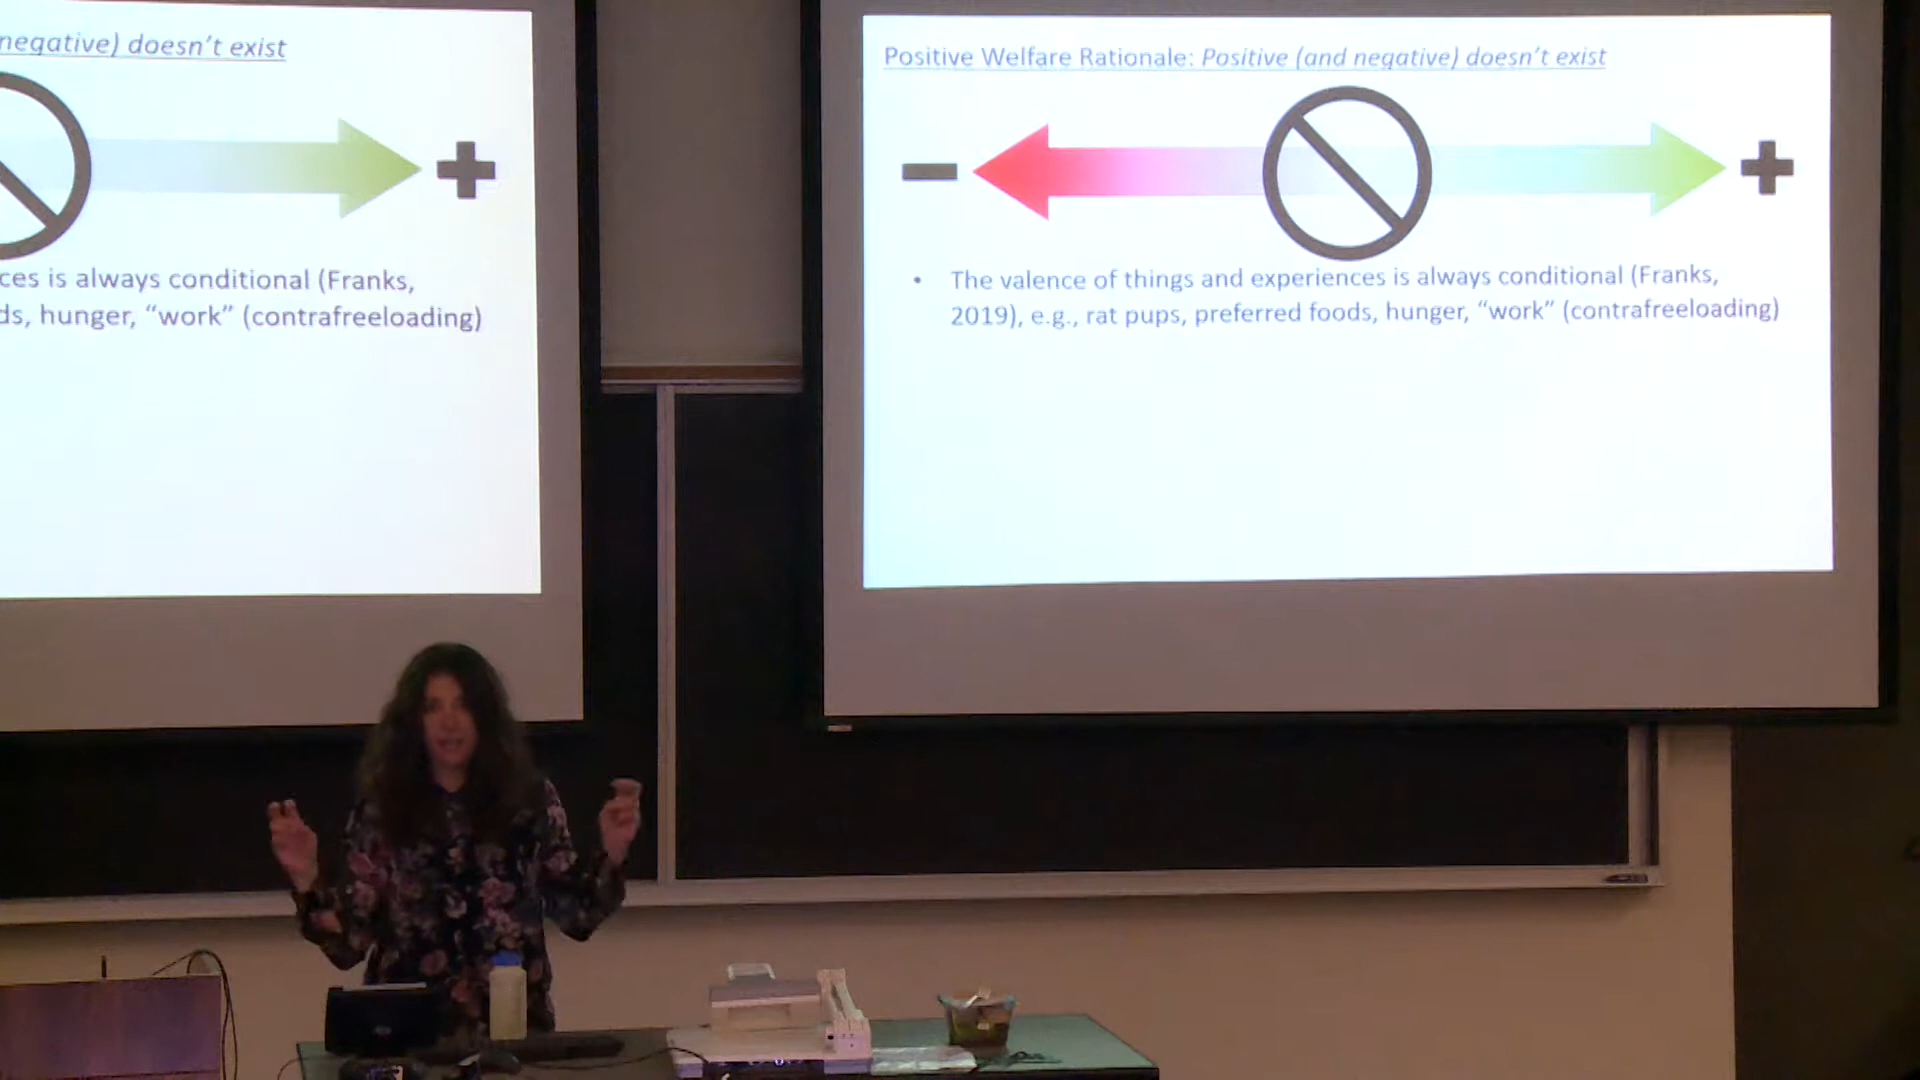 negative) doesn't exist
ces is always conditional (Franks,
ds, hunger, "work" (contrafreeloading)
Positive Welfare Rationale: Positive (and negative) doesn't exist
• The valence of things and experiences is always conditional (Franks,
2019), e.g., rat pups, preferred foods, hunger, "work" (contrafreeloading)